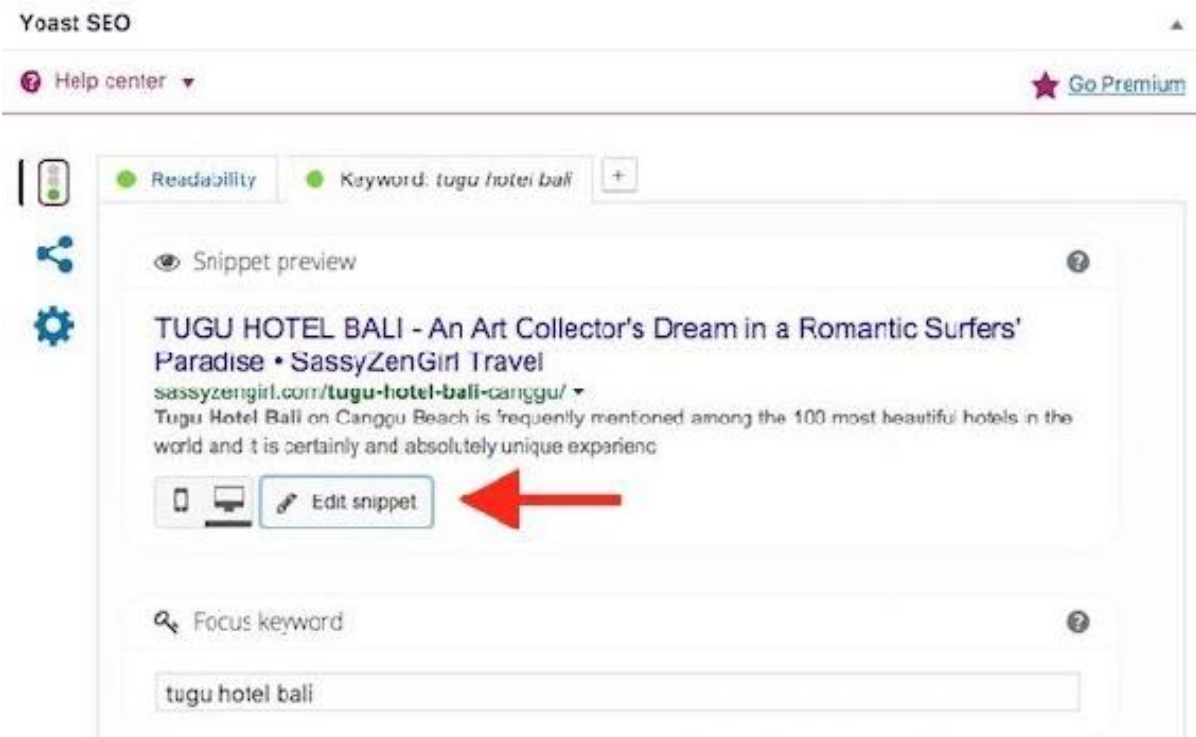 Yoast SEO
Help center
Go Premium
Readability
Keyword: tugu hotel bali
+
Snippet preview
TUGU HOTEL BALI - An Art Collector's Dream in a Romantic Surfers'
Paradise • SassyZenGirl Travel
sassyzengirl.com/tugu-hotel-bali-canggu/
Tugu Hotel Bali on Canggu Beach is frequently mentioned among the 100 most beautiful hotels in the
world and it is certainly and absolutely unique experienc
Edit snippet
Focus keyword
tugu hotel bali